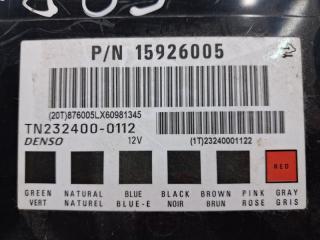 P/N 15926005
(20T)876005LX60981345
TN232400-0112
DENSO 12V (1T)23240001122
RED
GREEN NATURAL BLUE BLACK BROWN PINK GRAY
VERT NATUREL BLUE-E NOIR BRUN ROSE GRIS